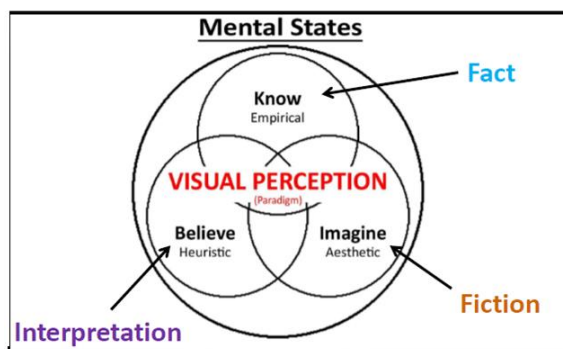 Mental States
Fact
Know
Empirical
VISUAL PERCEPTION
(Paradigm)
Believe
Heuristic
Imagine
Aesthetic
Fiction
Interpretation